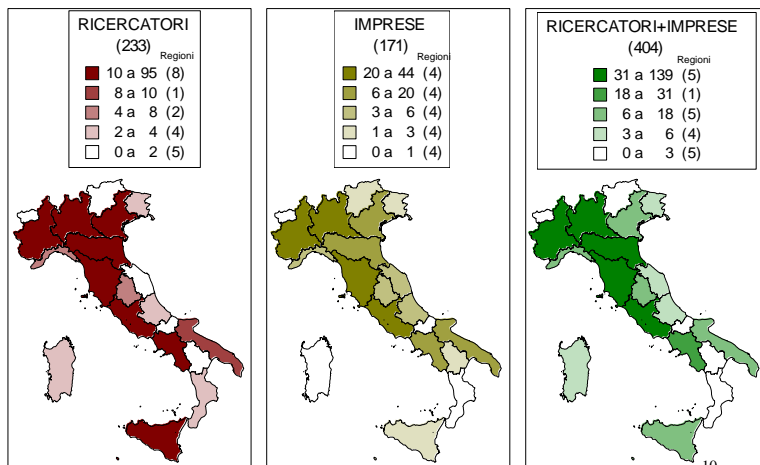 RICERCATORI
(233)
Regioni
10 a 95 (8)
8 a 10 (1)
4 a 8 (2)
2 a 4 (4)
0 a 2 (5)
IMPRESE
(171)
Regioni
20 a 44 (4)
6 a 20 (4)
3 a 6 (4)
1 a 3 (4)
0 a 1 (4)
RICERCATORI+IMPRESE
(404)
Regioni
31 a 139 (5)
18 a 31 (1)
6 a 18 (5)
3 a 6 (4)
0 a 3 (5)